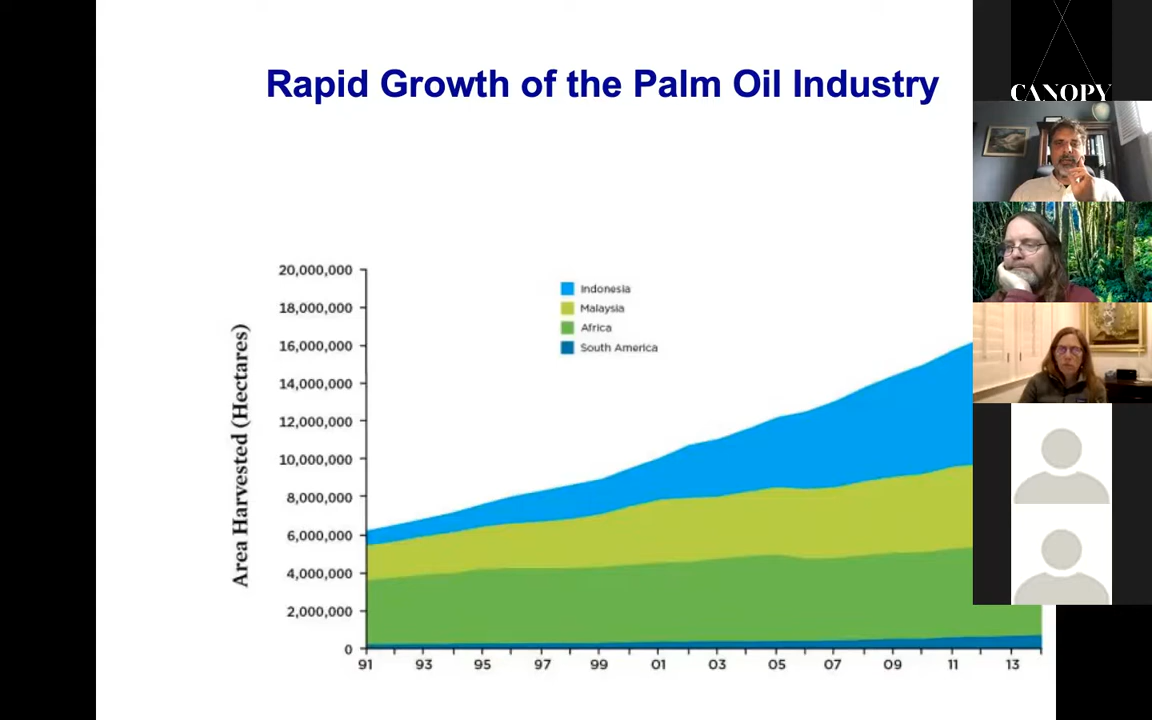 Rapid Growth of the Palm Oil Industry
CANOPY
Area Harvested (Hectares)
20,000,000
18,000,000
16,000,000
14,000,000
12,000,000
10,000,000
8,000,000
6,000,000
4,000,000
2,000,000
0
Indonesia
Malaysia
Africa
South America
91 93 95 97 99 01 03 05 07 09 11 13